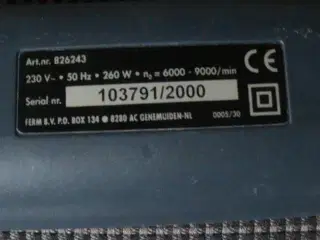 Art.nr. 826243
230 V~ • 50 Hz • 260 W • n₀ = 6000 - 9000/min
Serial nr. 103791/2000
FERM B.V. P.O. BOX 134 ● 8280 AC GENEMUIDEN-NL
0005/30
CE